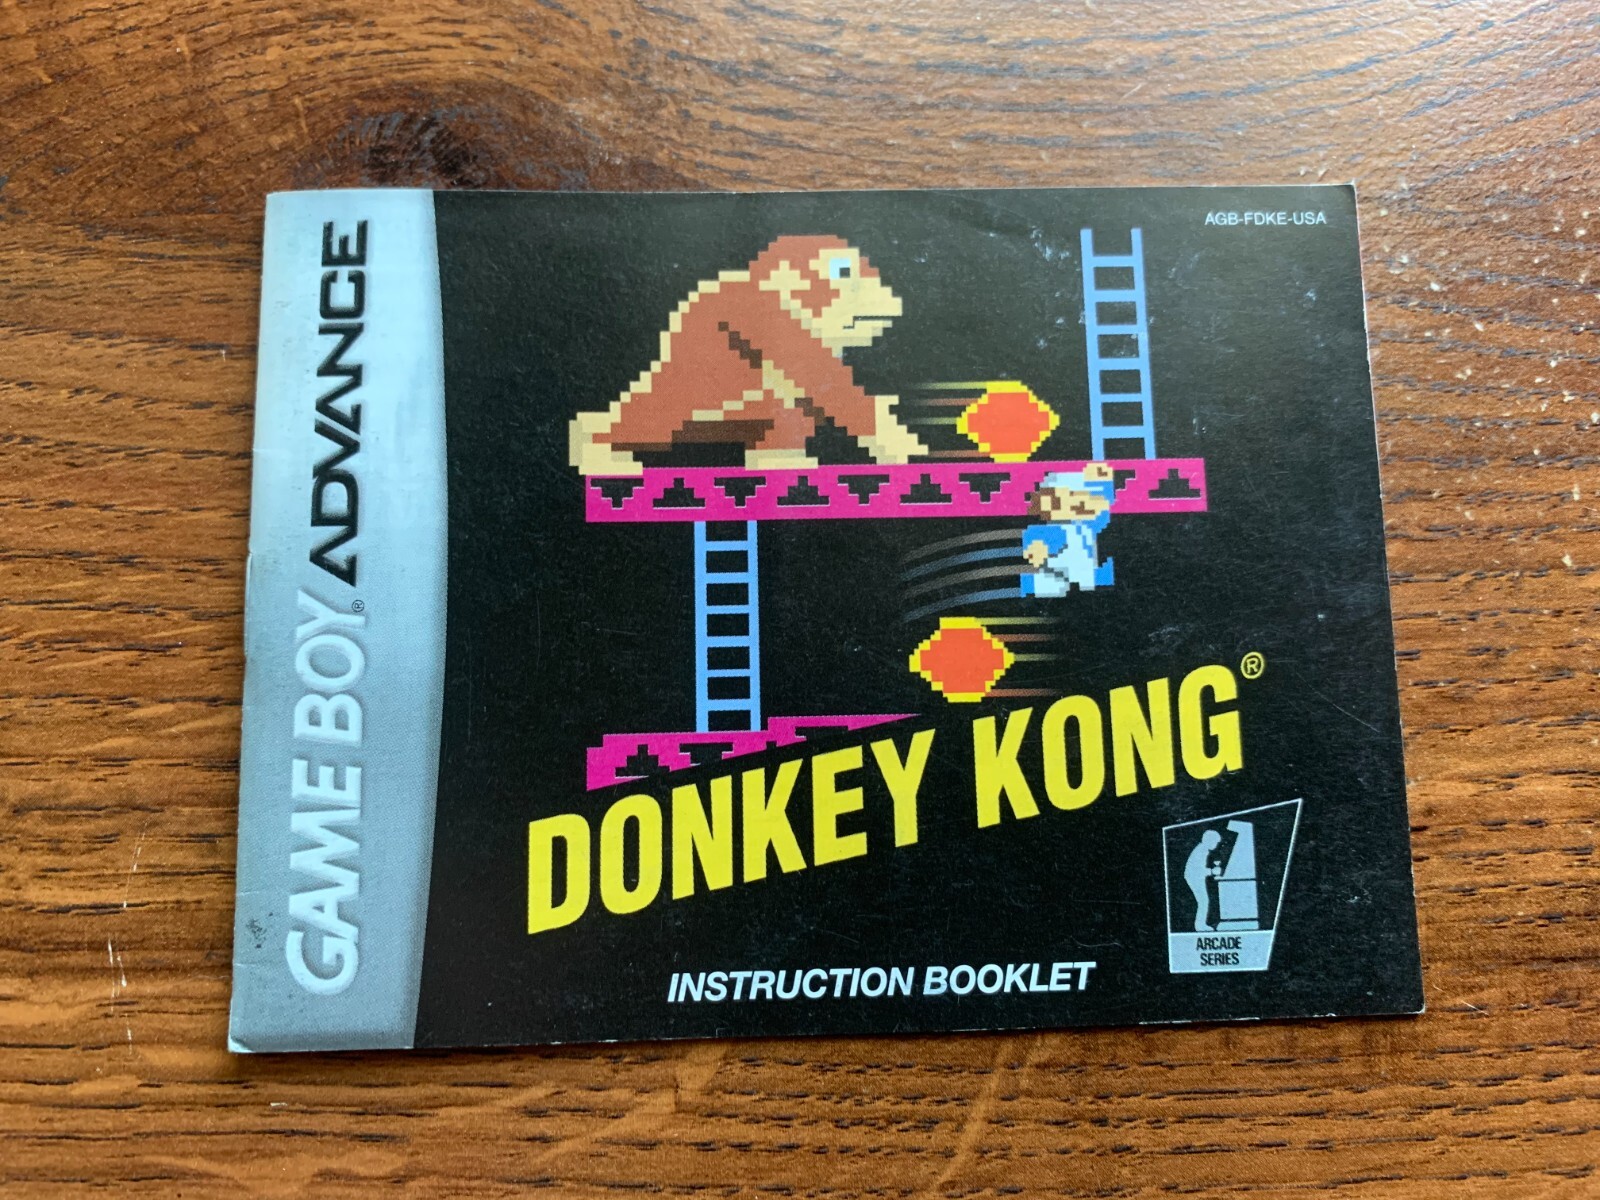 GAME BOY® ADVANCE
AGB-FDKE-USA
DONKEY KONG®
ARCADE
SERIES
INSTRUCTION BOOKLET